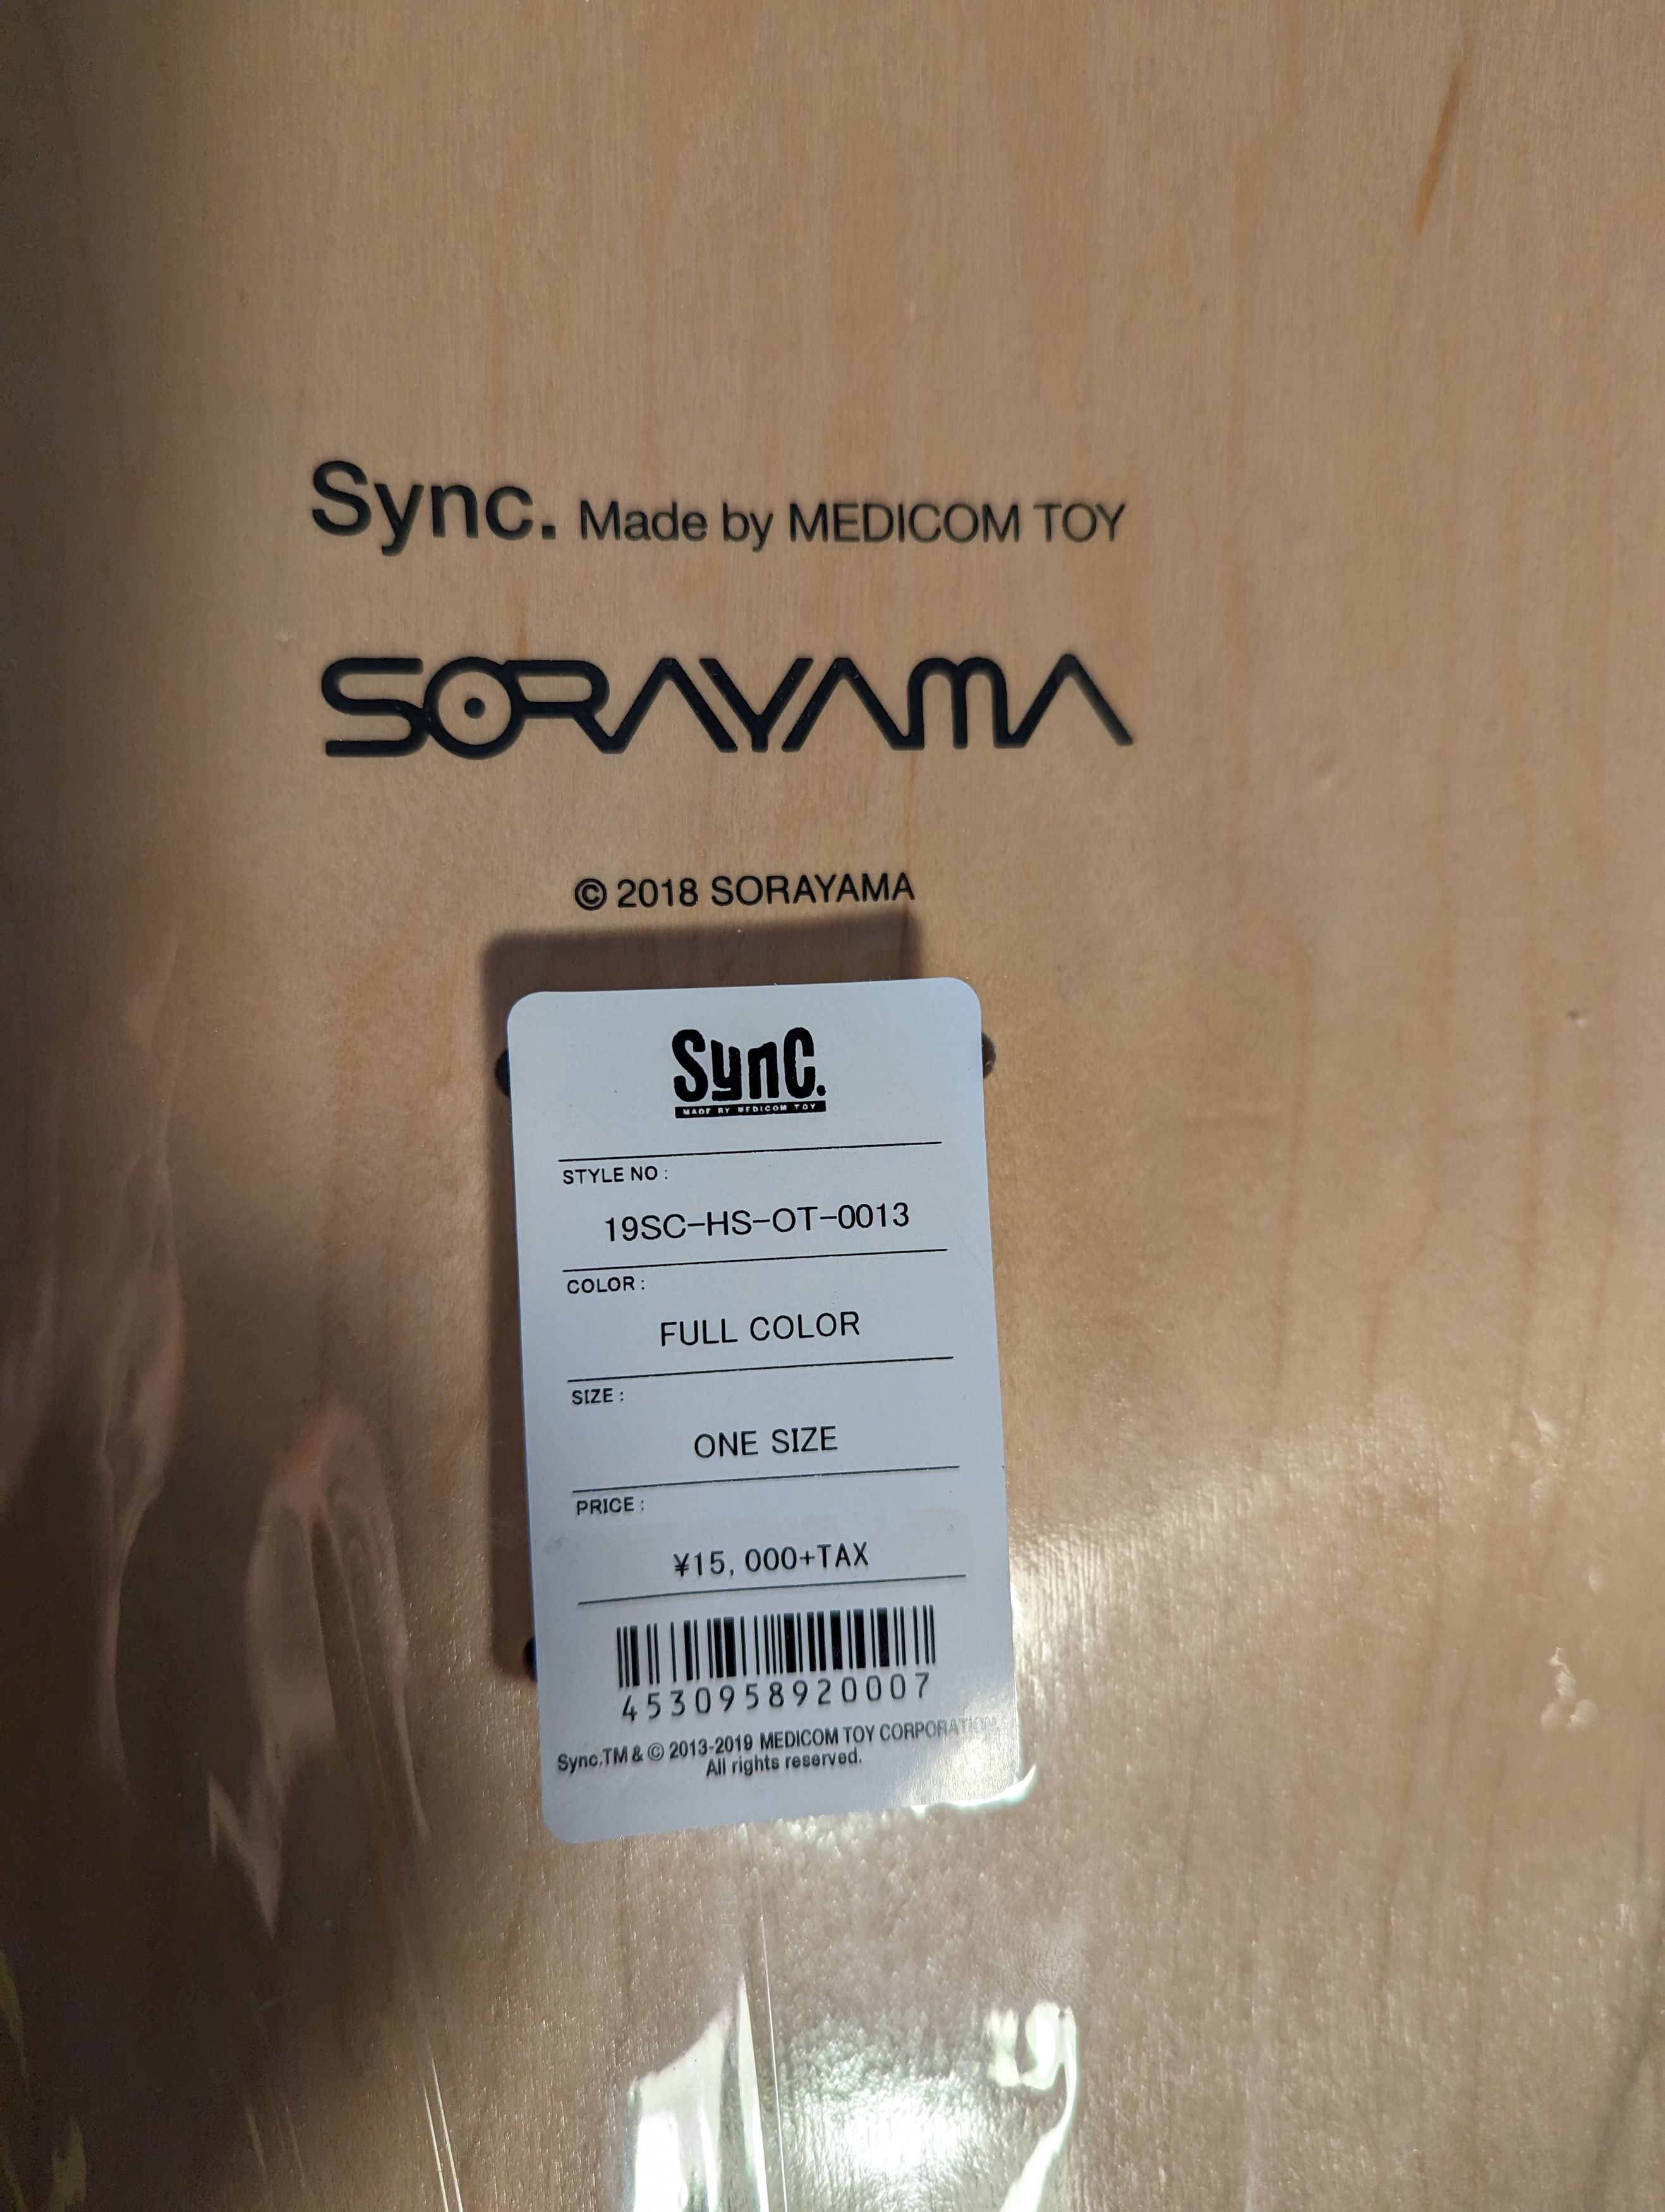 Sync. Made by MEDICOM TOY
SORAYAMA
© 2018 SORAYAMA
Sync.
MADE BY MEDICOM TOY
STYLE NO :
19SC-HS-OT-0013
COLOR :
FULL COLOR
SIZE :
ONE SIZE
PRICE :
¥15, 000+TAX
4530958920007
Sync.TM & © 2013-2019 MEDICOM TOY CORPORATION
All rights reserved.